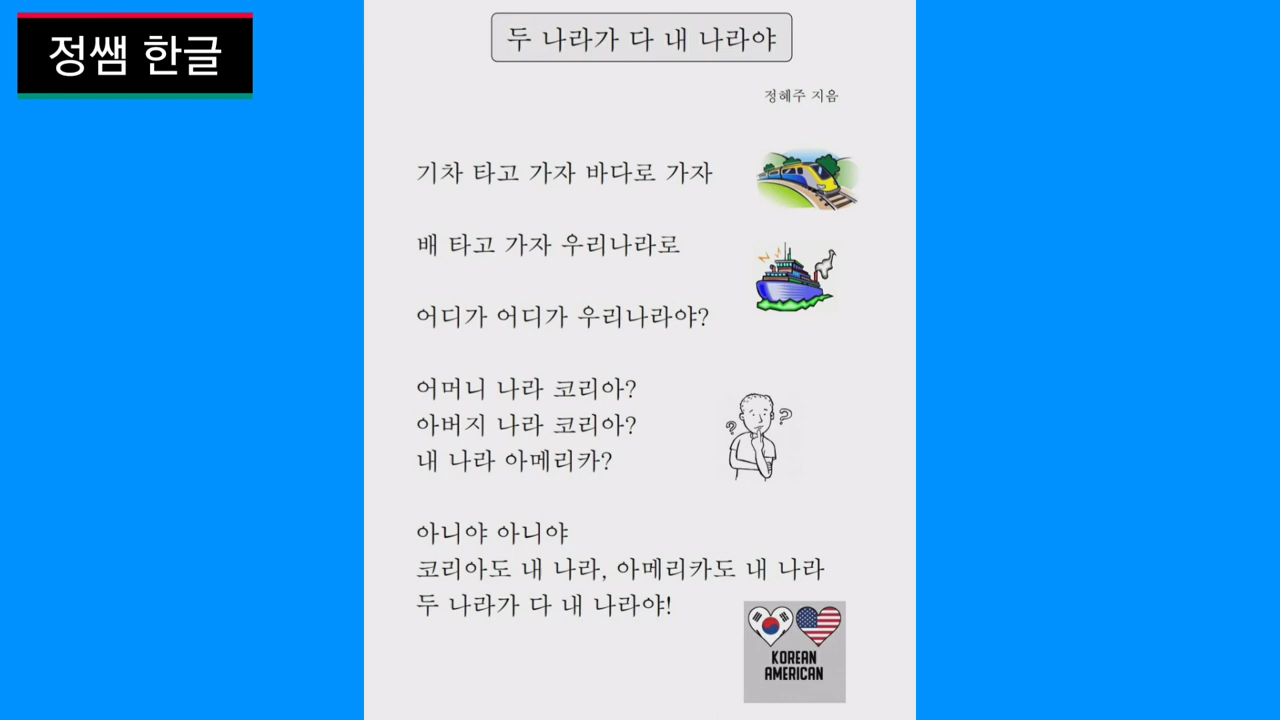 정쌤 한글
두 나라가 다 내 나라야
정혜주 지음
기차 타고 가자 바다로 가자
배 타고 가자 우리나라로
어디가 어디가 우리나라야?
어머니 나라 코리아?
아버지 나라 코리아?
내 나라 아메리카?
아니야 아니야
코리아도 내 나라, 아메리카도 내 나라
두 나라가 다 내 나라야!
KOREAN
AMERICAN